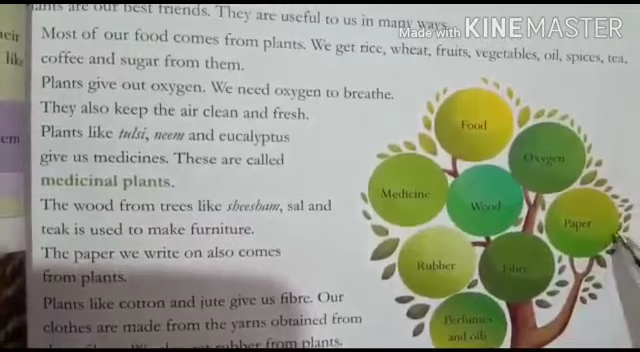 Plants are our best friends. They are useful to us in many ways.
Made with KINEMASTER
Most of our food comes from plants. We get rice, wheat, fruits, vegetables, oil, spices, tea,
coffee and sugar from them.
Plants give out oxygen. We need oxygen to breathe.
They also keep the air clean and fresh.
Plants like tulsi, neem and eucalyptus
give us medicines. These are called
medicinal plants.
The wood from trees like sheesham, sal and
teak is used to make furniture.
The paper we write on also comes
from plants.
Plants like cotton and jute give us fibre. Our
clothes are made from the yarns obtained from
rubber from plants.
like
Food
Oxygen
Medicine
Wood
Paper
Rubber
Fibre
Perfumes
and oils